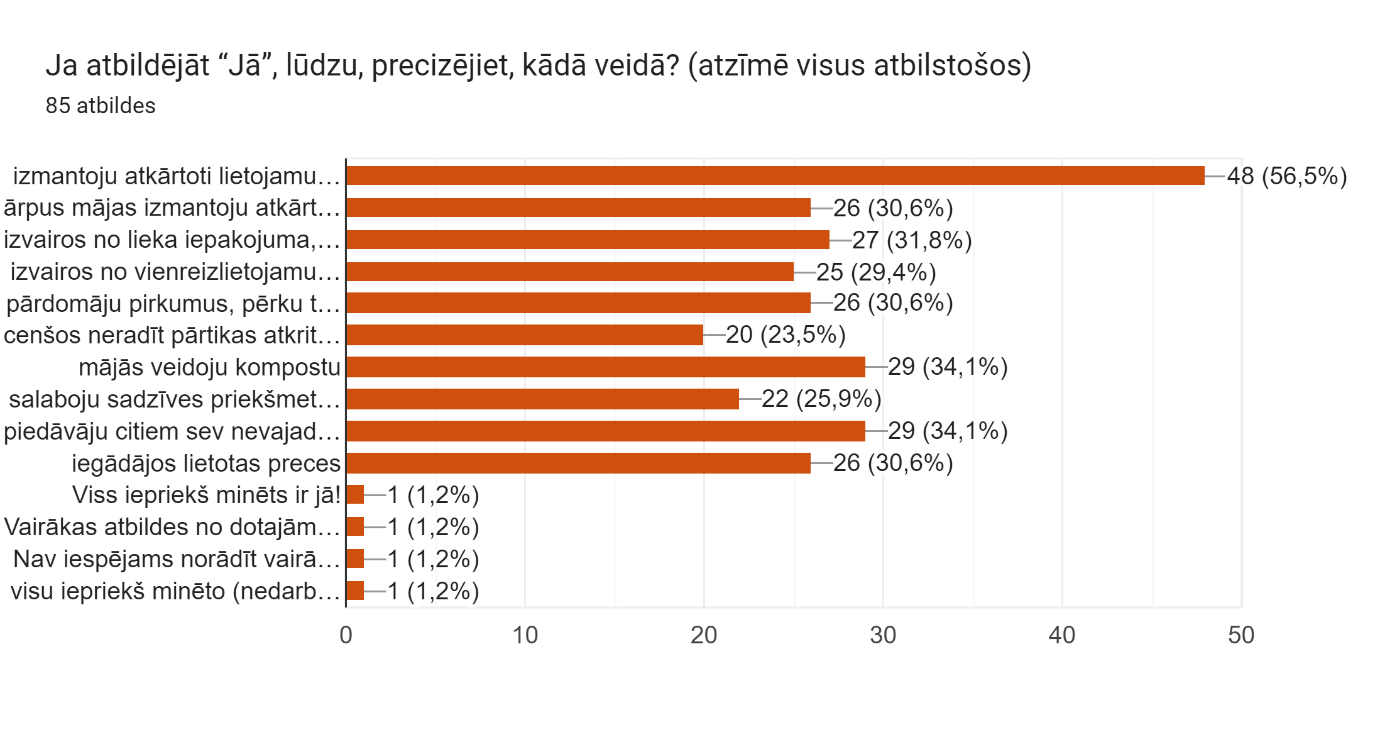 Ja atbildējāt “Jā”, lūdzu, precizējiet, kādā veidā? (atzīmē visus atbilstošos)
85 atbildes
izmantoju atkārtoti lietojamu… 48 (56,5%)
ārpus mājas izmantoju atkārt… 26 (30,6%)
izvairos no lieka iepakojuma,… 27 (31,8%)
izvairos no vienreizlietojamu… 25 (29,4%)
pārdomāju pirkumus, pērku t… 26 (30,6%)
cenšos neradīt pārtikas atkrit… 20 (23,5%)
mājās veidoju kompostu 29 (34,1%)
salaboju sadzīves priekšmet… 22 (25,9%)
piedāvāju citiem sev nevajad… 29 (34,1%)
iegādājos lietotas preces 26 (30,6%)
Viss iepriekš minēts ir jā! 1 (1,2%)
Vairākas atbildes no dotajām… 1 (1,2%)
Nav iespējams norādīt vairā… 1 (1,2%)
visu iepriekš minēto (nedarb… 1 (1,2%)
0 10 20 30 40 50